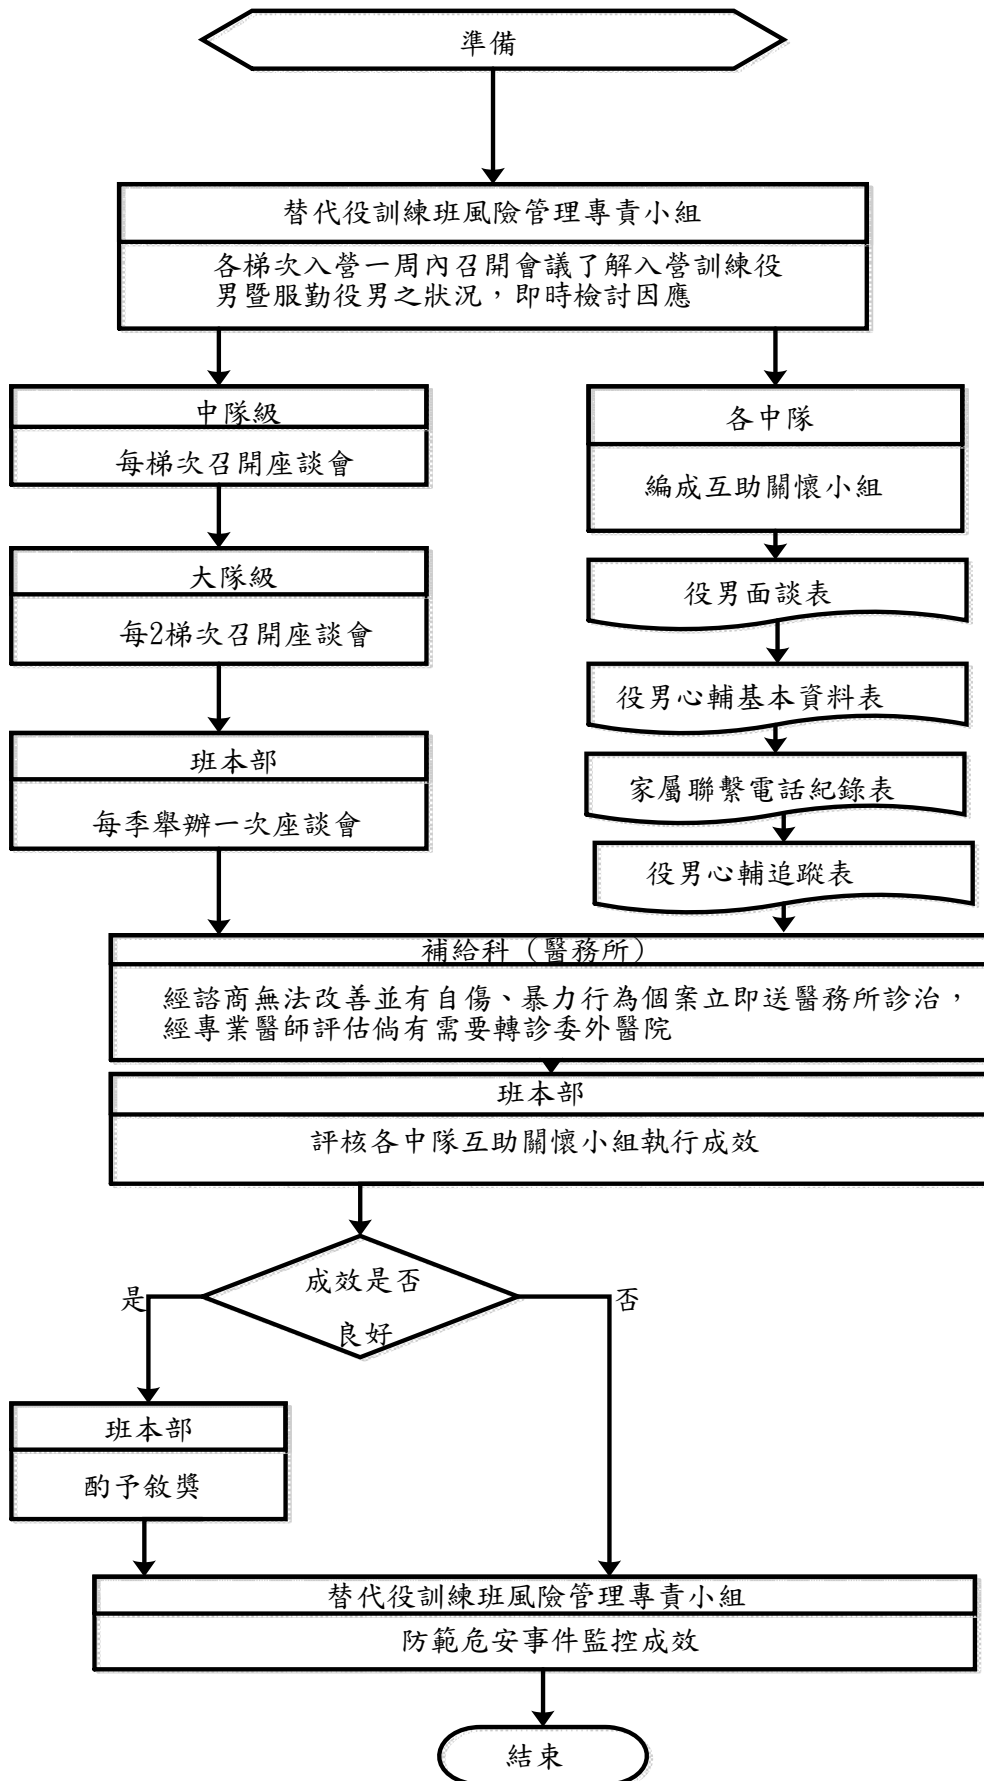 準備
替代役訓練班風險管理專責小組
各梯次入營一周內召開會議了解入營訓練役
男暨服勤役男之狀況，即時檢討因應
中隊級
每梯次召開座談會
大隊級
每2梯次召開座談會
班本部
每季舉辦一次座談會
各中隊
編成互助關懷小組
役男面談表
役男心輔基本資料表
家屬聯繫電話紀錄表
役男心輔追蹤表
補給科（醫務所）
經諮商無法改善並有自傷、暴力行為個案立即送醫務所診治，
經專業醫師評估倘有需要轉診委外醫院
班本部
評核各中隊互助關懷小組執行成效
成效是否
良好
是
否
班本部
酌予敘獎
替代役訓練班風險管理專責小組
防範危安事件監控成效
結束